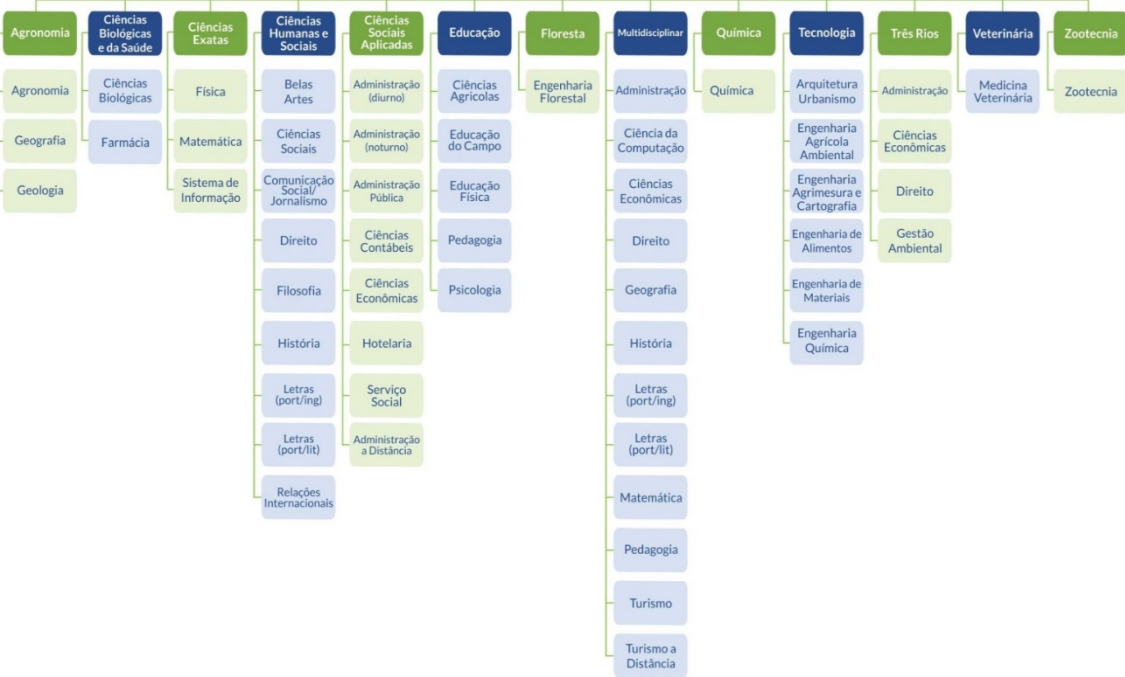 Agronomia
Agronomia
Geografia
Geologia
Ciências
Biológicas
e da Saúde
Ciências
Biológicas
Farmácia
Ciências
Exatas
Física
Matemática
Sistema de
Informação
Ciências
Humanas e
Sociais
Belas
Artes
Ciências
Sociais
Comunicação
Social/
Jornalismo
Direito
Filosofia
História
Letras
(port/ing)
Letras
(port/lit)
Relações
Internacionais
Ciências
Sociais
Aplicadas
Administração
(diurno)
Administração
(noturno)
Administração
Pública
Ciências
Contábeis
Ciências
Econômicas
Hotelaria
Serviço
Social
Administração
a Distância
Educação
Ciências
Agricolas
Educação
do Campo
Educação
Física
Pedagogia
Psicologia
Floresta
Engenharia
Florestal
Multidisciplinar
Administração
Ciência da
Computação
Ciências
Econômicas
Direito
Geografia
História
Letras
(port/ing)
Letras
(port/lit)
Matemática
Pedagogia
Turismo
Turismo a
Distância
Química
Química
Tecnologia
Arquitetura
Urbanismo
Engenharia
Agrícola
Ambiental
Engenharia
Agrimesura e
Cartografia
Engenharia de
Alimentos
Engenharia de
Materiais
Engenharia
Química
Três Rios
Administração
Ciências
Econômicas
Direito
Gestão
Ambiental
Veterinária
Medicina
Veterinária
Zootecnia
Zootecnia